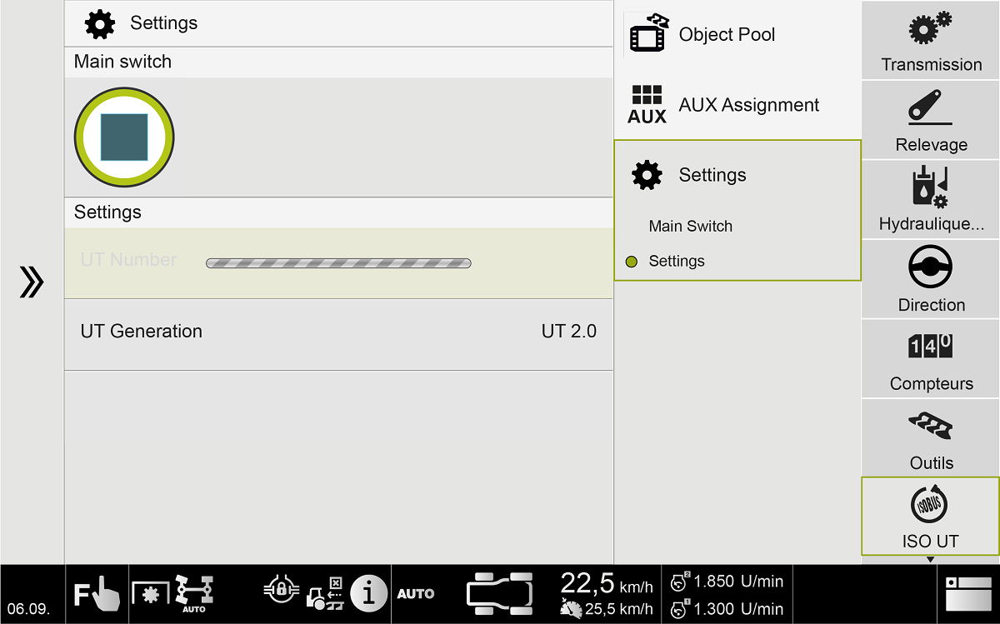 Settings
Main switch
Settings
UT Number
UT Generation
UT 2.0
Object Pool
AUX
AUX Assignment
Settings
Main Switch
Settings
Transmission
Relevage
Hydraulique...
Direction
140
Compteurs
Outils
ISOBUS
ISO UT
06.09.
F
AUTO
i
AUTO
22,5 km/h
25,5 km/h
2 1.850 U/min
1 1.300 U/min